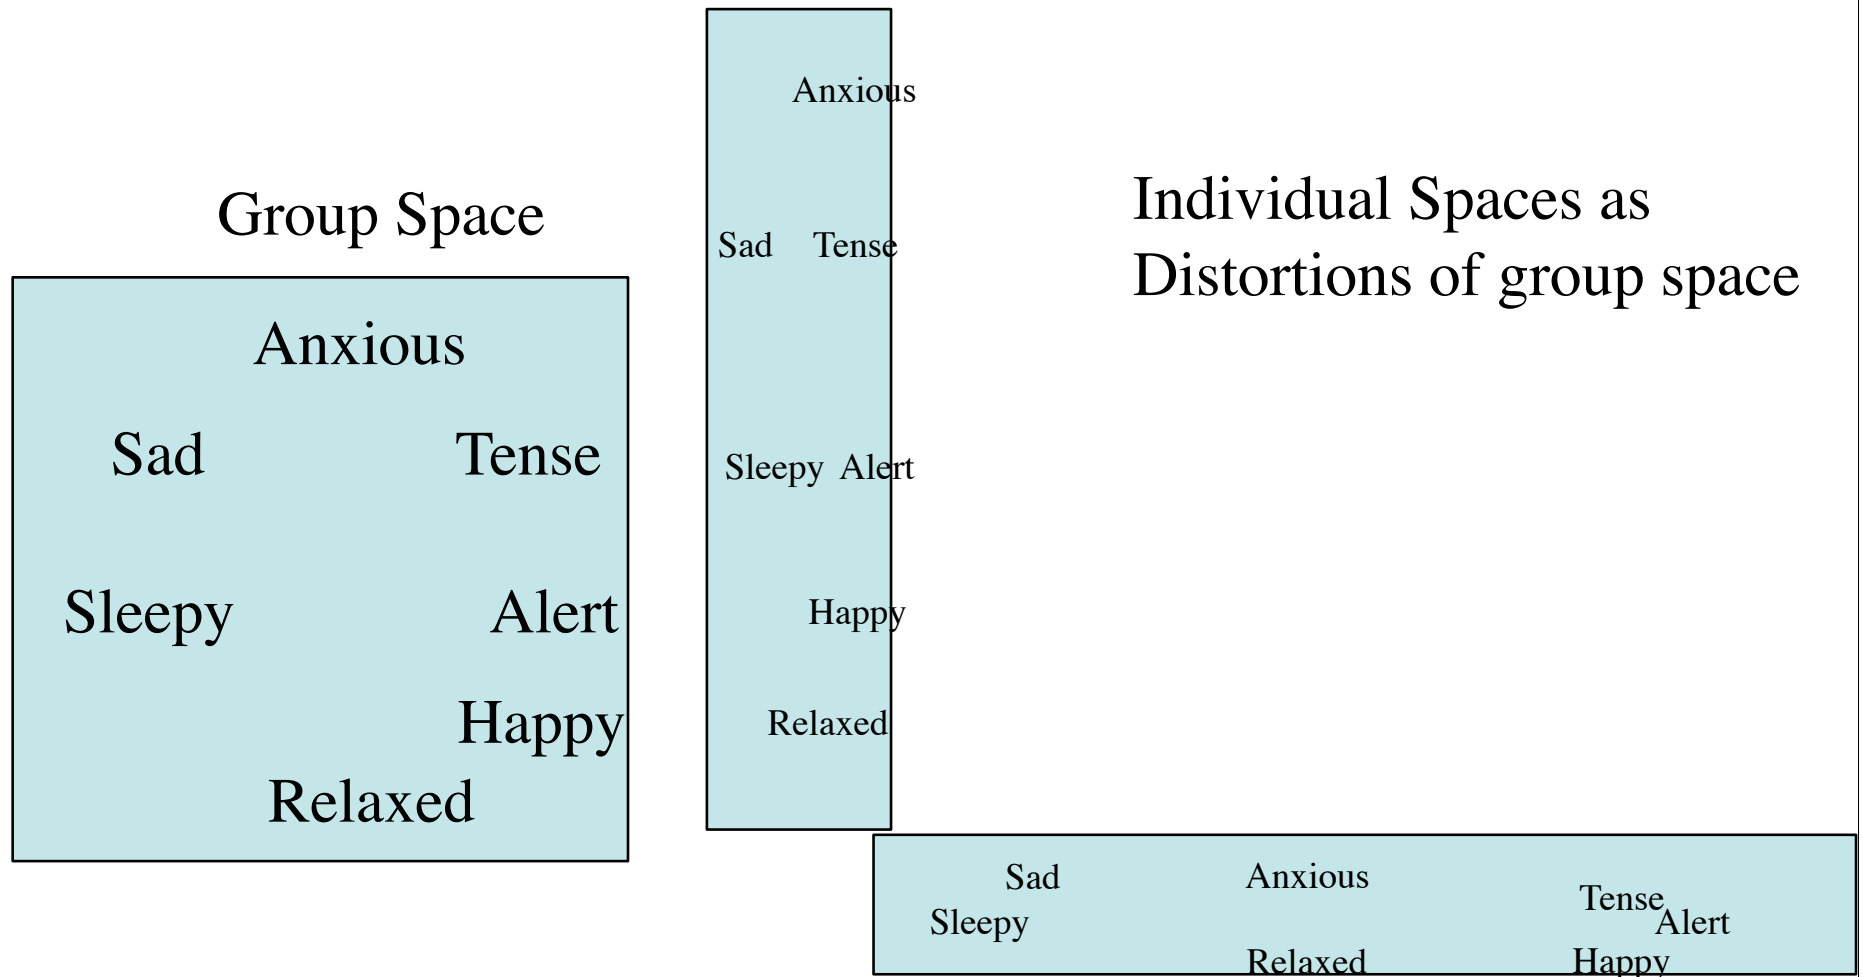 Group Space
Anxious
Sad Tense
Sleepy Alert
Happy
Relaxed
Anxious
Sad Tense
Sleepy Alert
Happy
Relaxed
Individual Spaces as
Distortions of group space
Sad Anxious
Tense
Sleepy Alert
Relaxed Happy